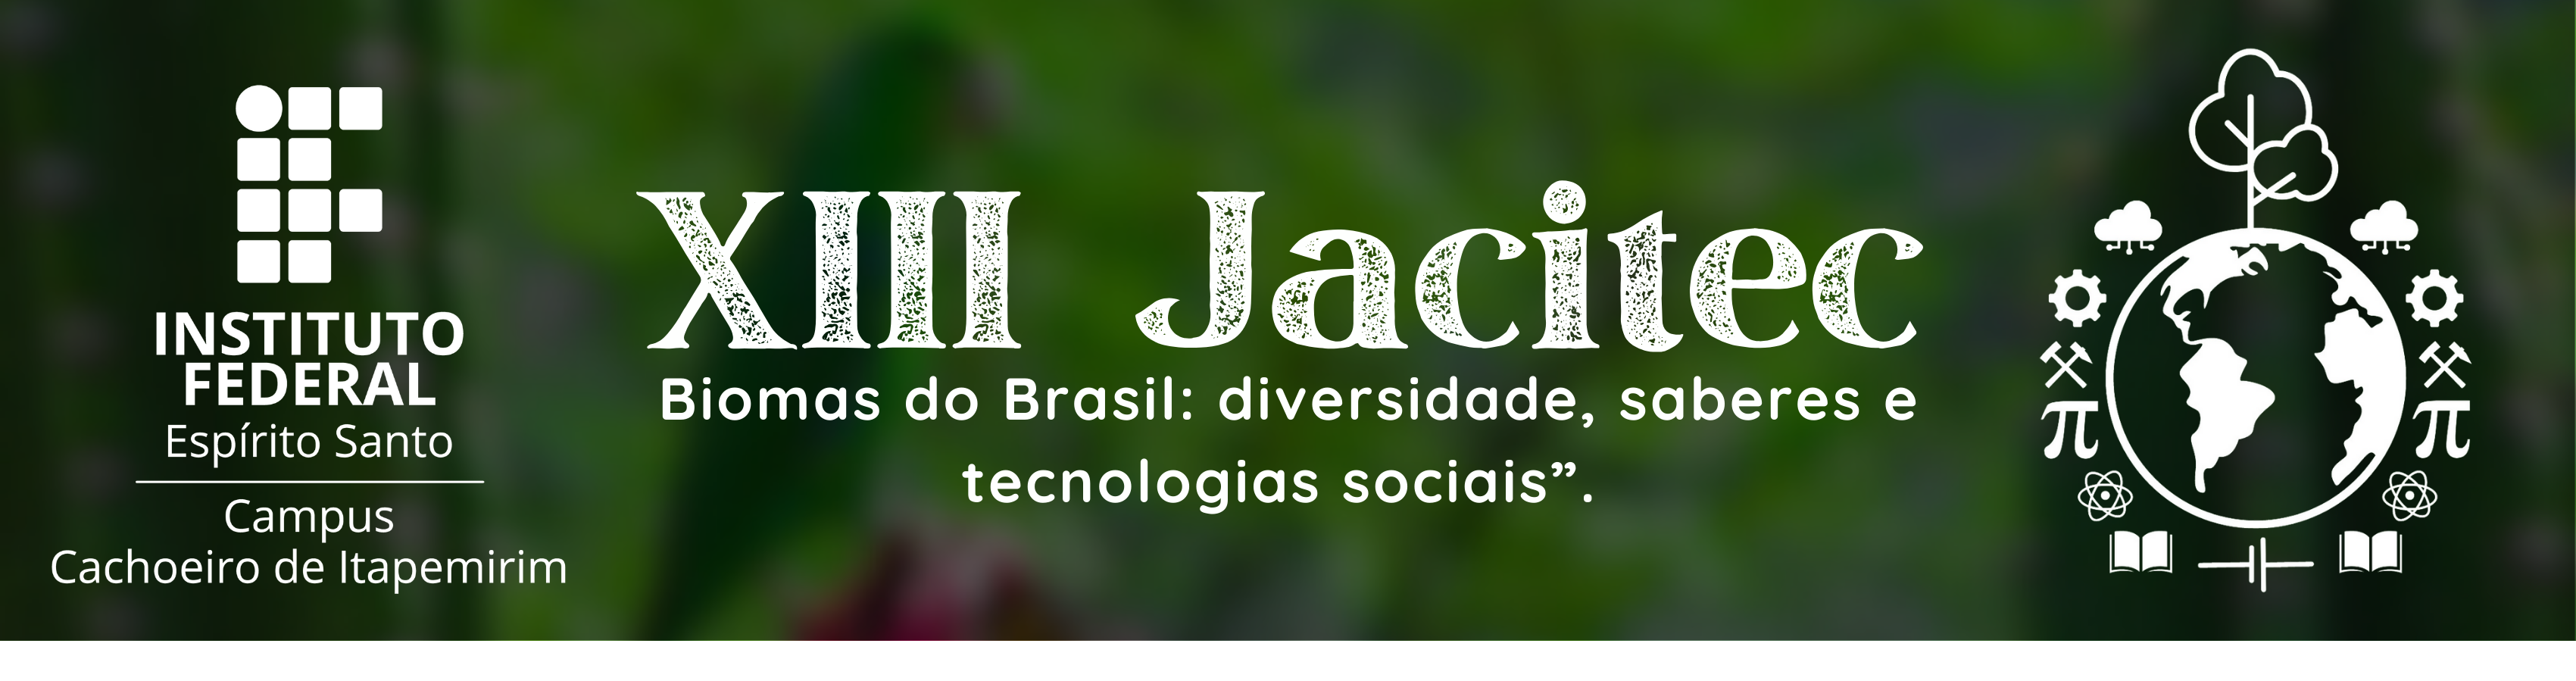 INSTITUTO
FEDERAL
Espírito Santo
Campus
Cachoeiro de Itapemirim
XIII Jacitec
Biomas do Brasil: diversidade, saberes e
tecnologias sociais”.
π
π